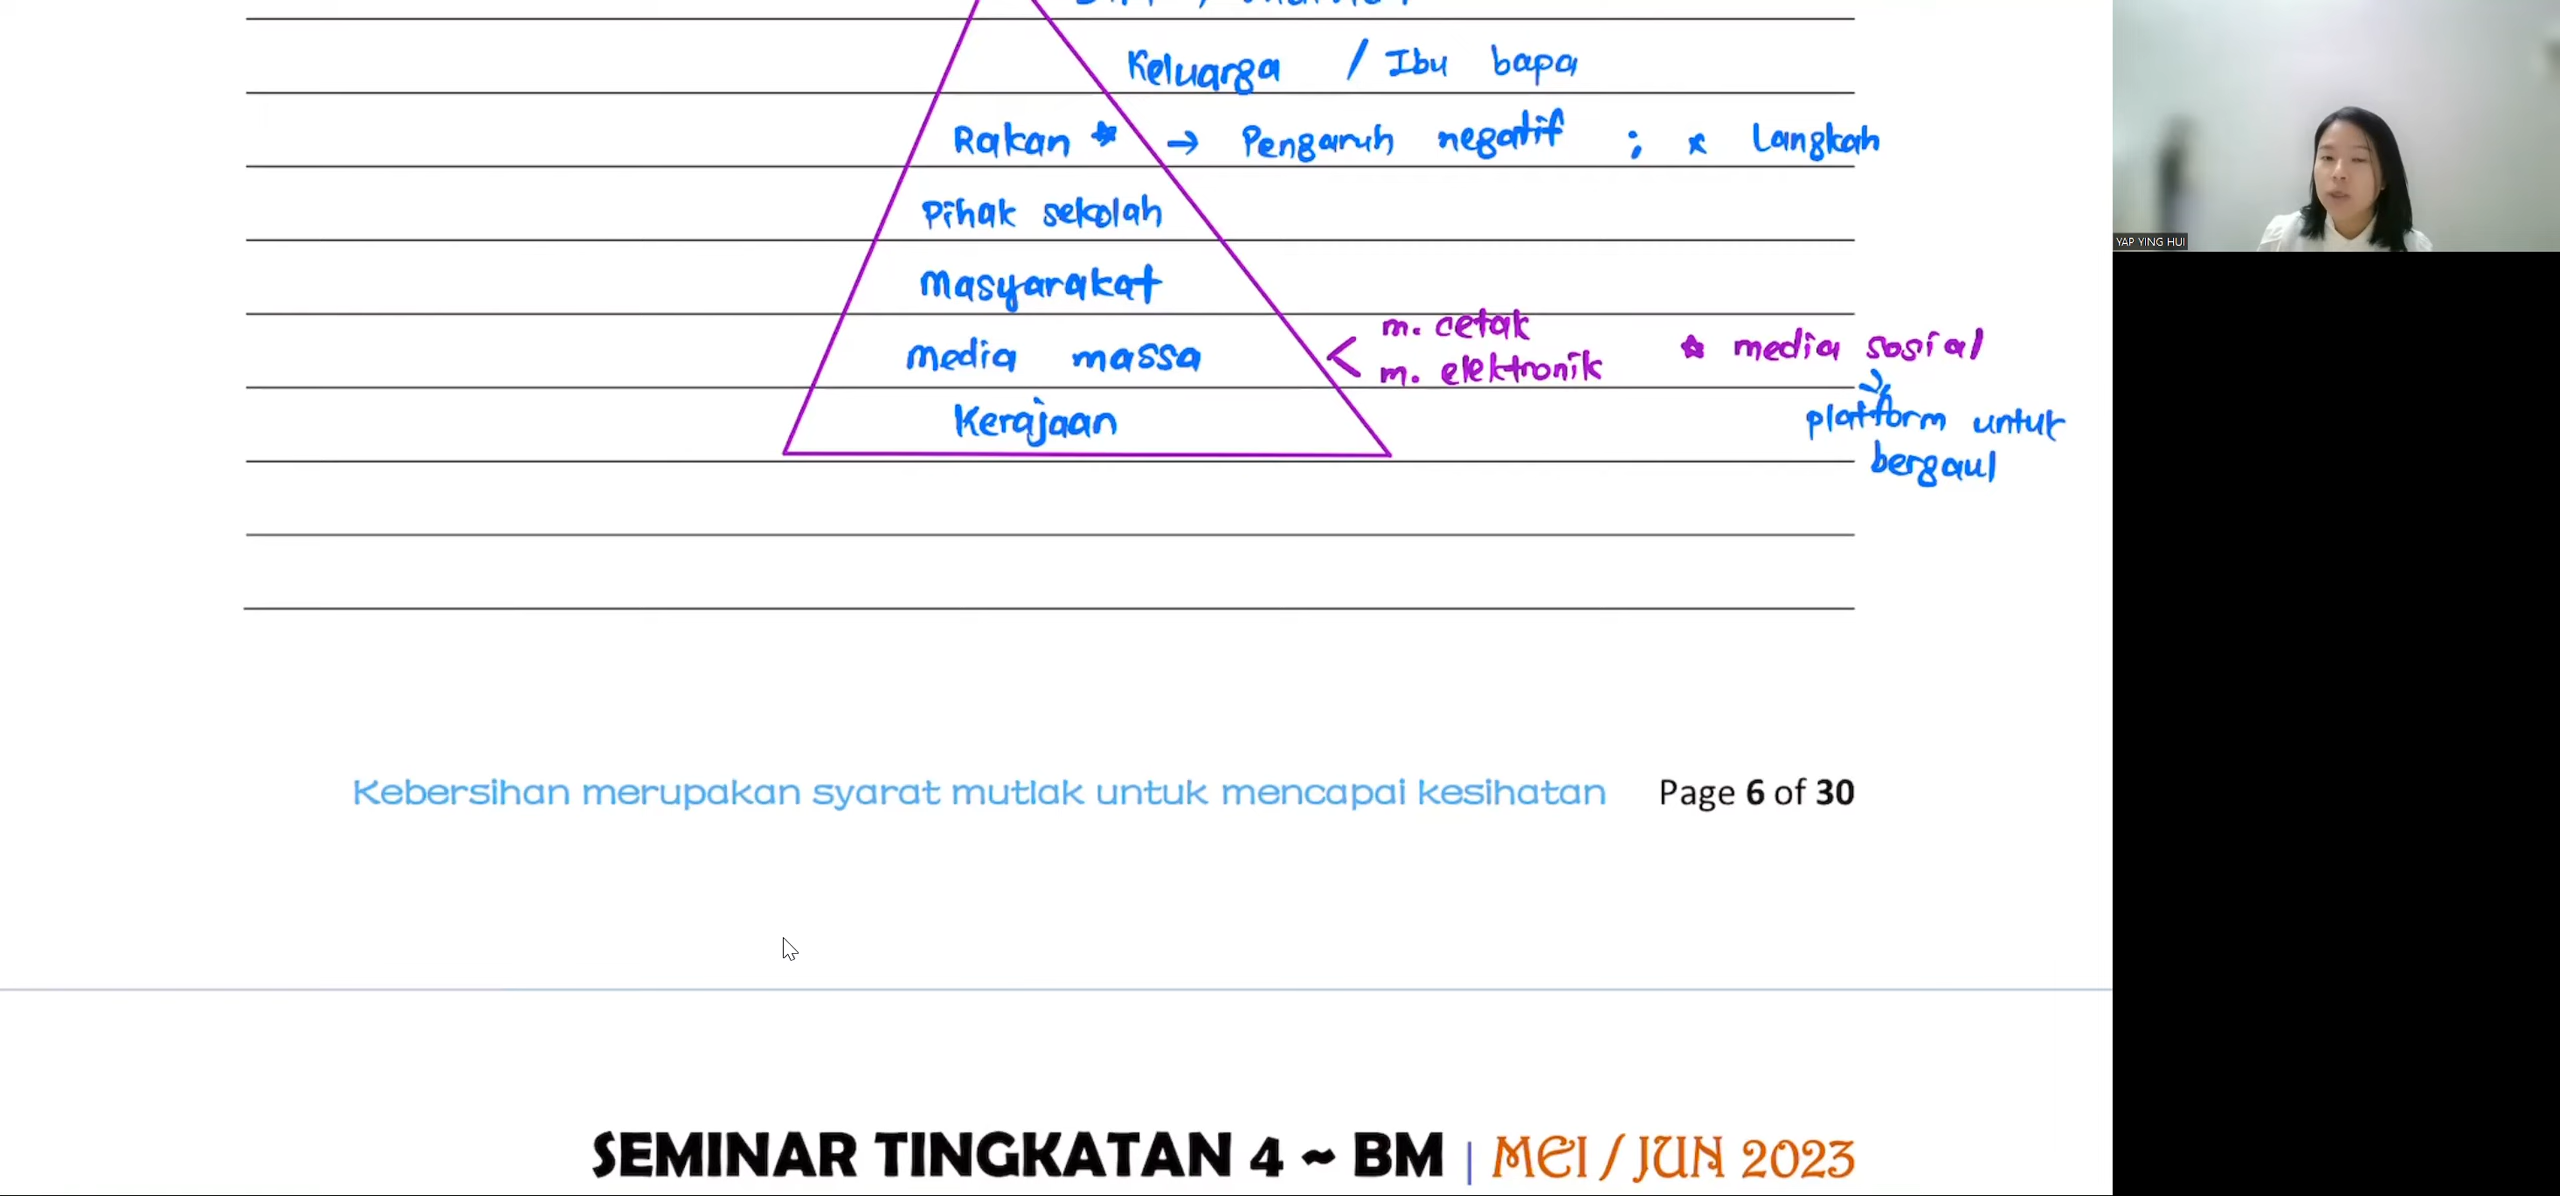 Keluarga / Ibu bapa
Rakan * → Pengaruh negatif ; * Langkah
Pihak sekolah
masyarakat
media massa < m. cetak
m. elektronik
* media sosial
platform untuk
bergaul
Kerajaan
Kebersihan merupakan syarat mutlak untuk mencapai kesihatan Page 6 of 30
SEMINAR TINGKATAN 4 ~ BM | MEI / JUN 2023
YAP YING HUI